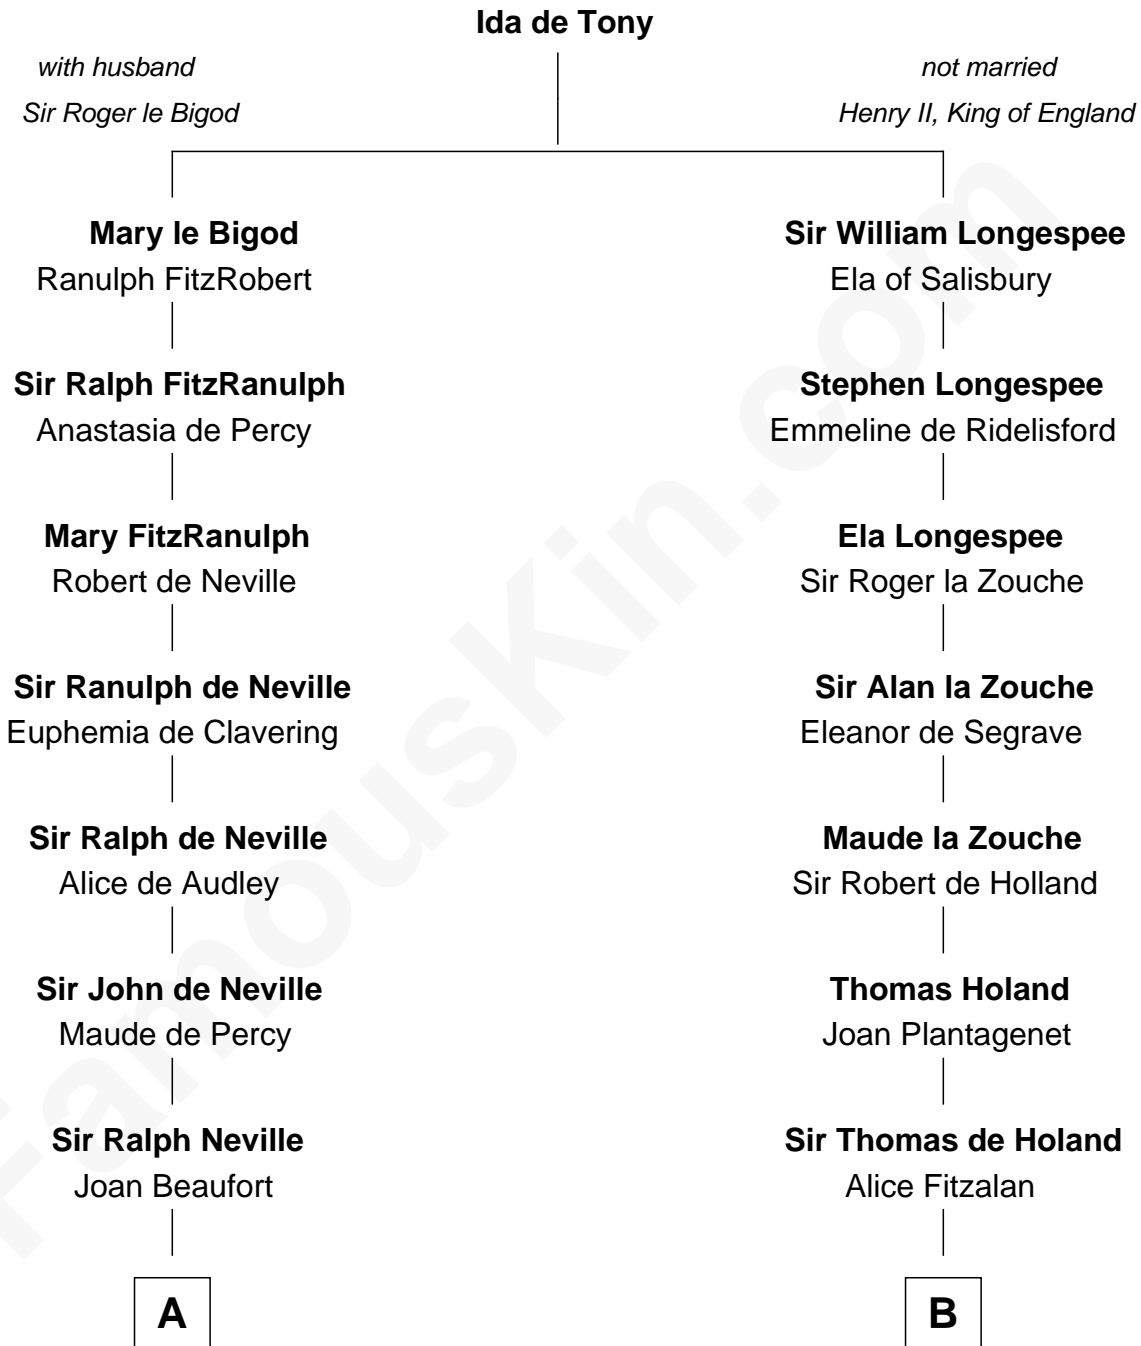 Ida de Tony
with husband
Sir Roger le Bigod
not married
Henry II, King of England
Mary le Bigod
Ranulph FitzRobert
Sir Ralph FitzRanulph
Anastasia de Percy
Mary FitzRanulph
Robert de Neville
Sir Ranulph de Neville
Euphemia de Clavering
Sir Ralph de Neville
Alice de Audley
Sir John de Neville
Maude de Percy
Sir Ralph Neville
Joan Beaufort
A
Sir William Longespee
Ela of Salisbury
Stephen Longespee
Emmeline de Ridelisford
Ela Longespee
Sir Roger la Zouche
Sir Alan la Zouche
Eleanor de Segrave
Maude la Zouche
Sir Robert de Holland
Thomas Holand
Joan Plantagenet
Sir Thomas de Holand
Alice Fitzalan
B
FamousKin.com